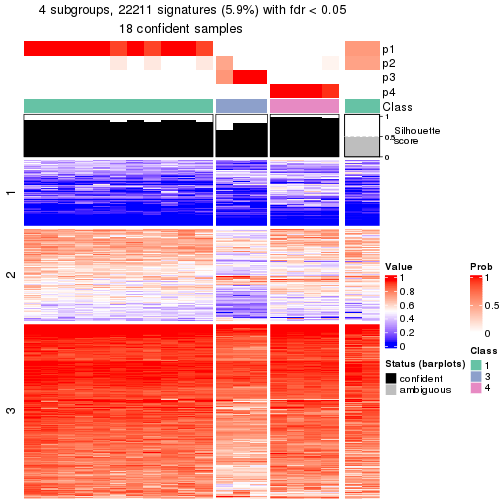 4 subgroups, 22211 signatures (5.9%) with fdr < 0.05
18 confident samples
p1
p2
p3
p4
Class
1
0.5
0
Silhouette
score
1
2
3
Value
1
0.8
0.6
0.4
0.2
0
Status (barplots)
confident
ambiguous
Prob
1
0.5
0
Class
1
3
4